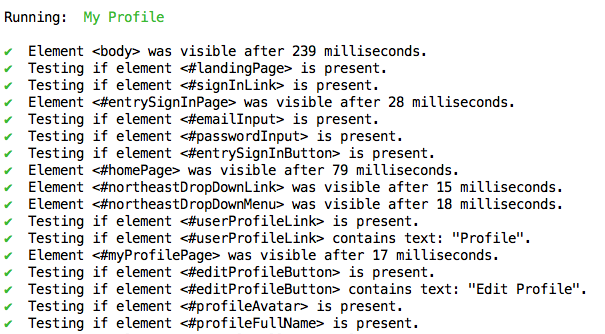 Running:  My Profile
✔ Element <body> was visible after 239 milliseconds.
✔ Testing if element <#landingPage> is present.
✔ Testing if element <#signInLink> is present.
✔ Element <#entrySignInPage> was visible after 28 milliseconds.
✔ Testing if element <#emailInput> is present.
✔ Testing if element <#passwordInput> is present.
✔ Testing if element <#entrySignInButton> is present.
✔ Element <#homePage> was visible after 79 milliseconds.
✔ Element <#northeastDropDownLink> was visible after 15 milliseconds.
✔ Element <#northeastDropDownMenu> was visible after 18 milliseconds.
✔ Testing if element <#userProfileLink> is present.
✔ Testing if element <#userProfileLink> contains text: "Profile".
✔ Element <#myProfilePage> was visible after 17 milliseconds.
✔ Testing if element <#editProfileButton> is present.
✔ Testing if element <#editProfileButton> contains text: "Edit Profile".
✔ Testing if element <#profileAvatar> is present.
✔ Testing if element <#profileFullName> is present.